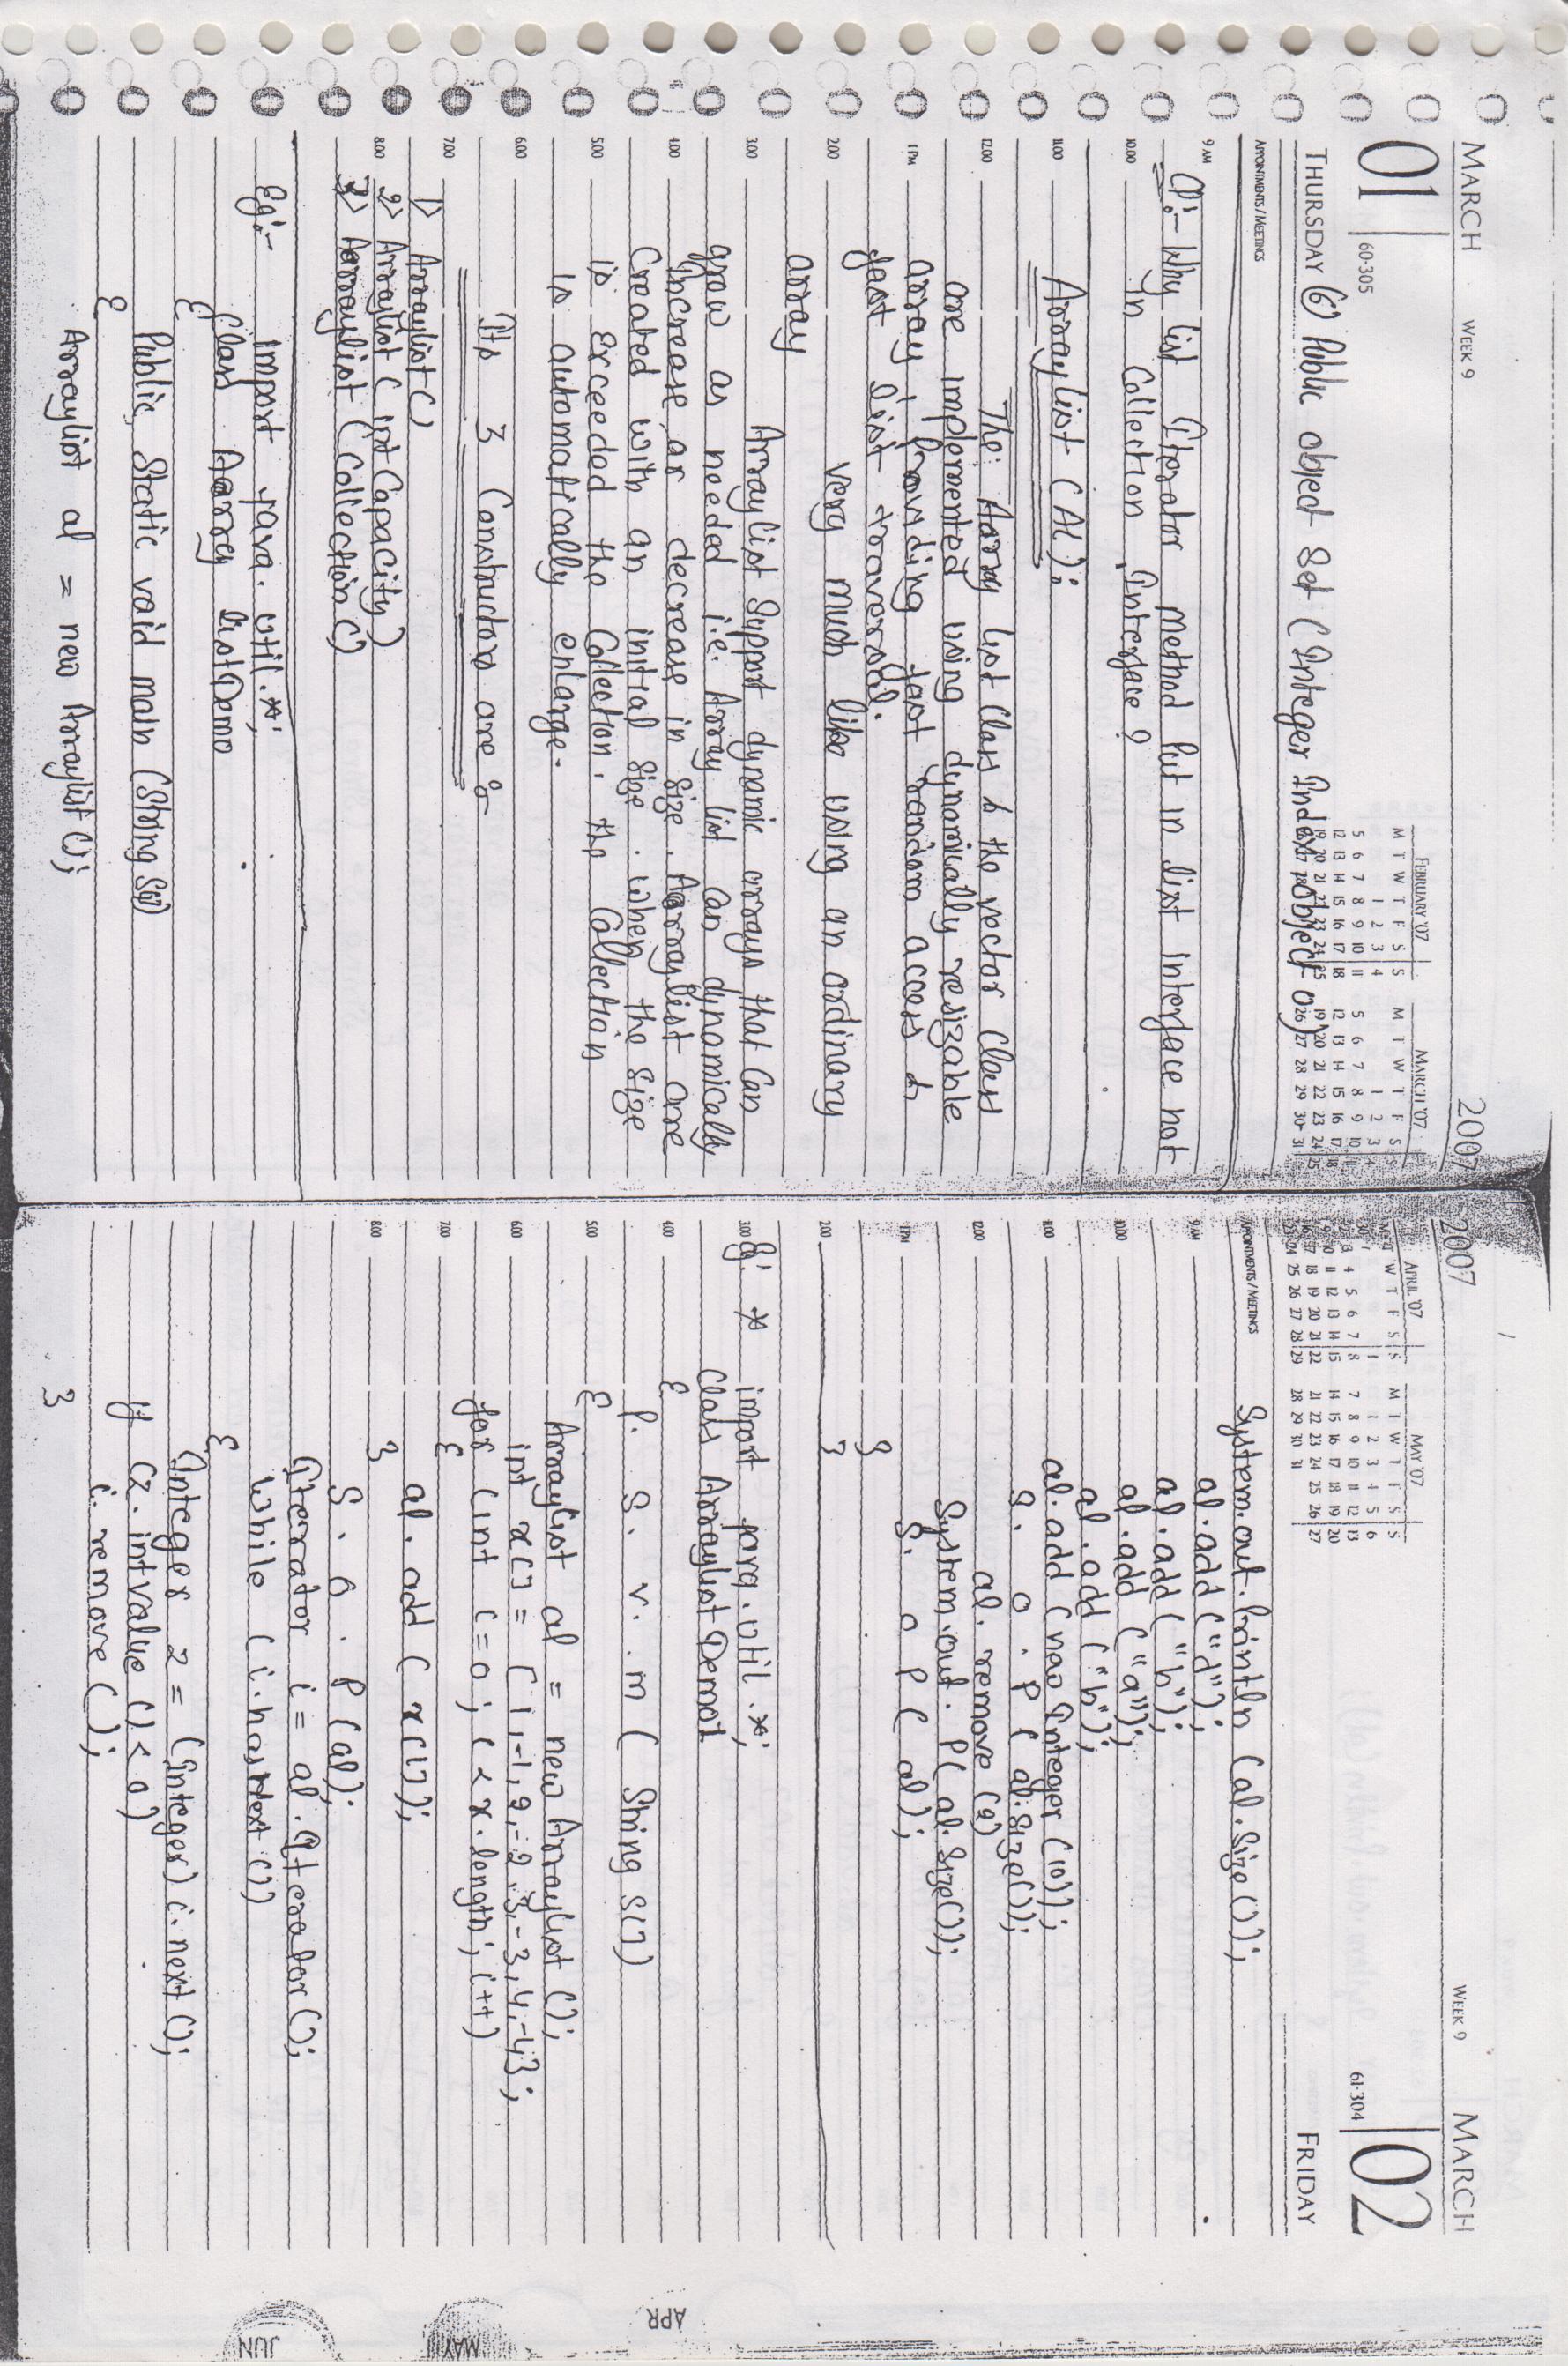 MARCH WEEK 9 2007
01 60-305
THURSDAY
FEBRUARY '07
M T W T F S S
1 2 3 4
5 6 7 8 9 10 11
12 13 14 15 16 17 18
19 20 21 22 23 24 25
MARCH '07
M T W T F S S
1 2 3 4
5 6 7 8 9 10 11
12 13 14 15 16 17 18
19 20 21 22 23 24 25
26 27 28 29 30 31
6) Public object Set ( Integer Index, object o)
APPOINTMENTS / MEETINGS
9 AM
Q:- Why list Iterator method put in list interface not
10.00 in Collection Interface ?
11.00 ArrayList (AL):
The Aarray list class & the vector class
12.00 are implemented using dynamically resizable
1 PM array, Providing fast random access &
fast list traversal.
2.00 very much like using an ordinary
array
3.00 ArrayList Support dynamic arrays that can
grow as needed i.e. Array list can dynamically
4.00 Increase or decrease in size. Aarraylist are
Created with an initial size. When the size
5.00 is exceeded the Collection. the Collection
is automatically enlarge.
6.00
Its 3 Constructors are :-
7.00
1) Arraylist ()
8.00 2) Arraylist ( int Capacity)
3) Aarraylist (Collection C)
Eg:- import java.util.*;
Class Aarray listDemo
{
Public Static void main (String S[])
{
Arraylist al = new Arraylist ();
2007 WEEK 9 MARCH
61-304 02
FRIDAY
APRIL '07
M T W T F S S
1
2 3 4 5 6 7 8
9 10 11 12 13 14 15
16 17 18 19 20 21 22
23 24 25 26 27 28 29
MAY '07
M T W T F S S
1 2 3 4 5 6
7 8 9 10 11 12 13
14 15 16 17 18 19 20
21 22 23 24 25 26 27
28 29 30 31
APPOINTMENTS / MEETINGS
System.out.Println (al.Size());
9 AM al.add ("d");
al.add ("b");
10.00 al.add ("a");
al.add ("b");
11.00 al.add (new Integer (10));
S. O. P ( al.size());
12.00 al. remove (2)
System.out. P( al.size());
1 PM S. O P ( al);
}
2.00 }
3.00 Eg: * import java.util.*;
Class Arraylist Demo1
4.00 {
P. S. V. m ( String S[])
5.00 {
Arraylist al = new ArrayList ();
6.00 int x[] = { 1,-1, 2,-2, 3,-3, 4,-4};
for (int i=0; i<x.length; i++)
7.00 {
al. add ( x[i]);
8.00 }
S. O. P (al);
Iterator i = al. Iterator ();
While ( i.hasNext ())
{
Integer z = (Integer) i.next ();
if (z. intvalue () < 0)
i. remove ();
}
APR
MAY
JUN